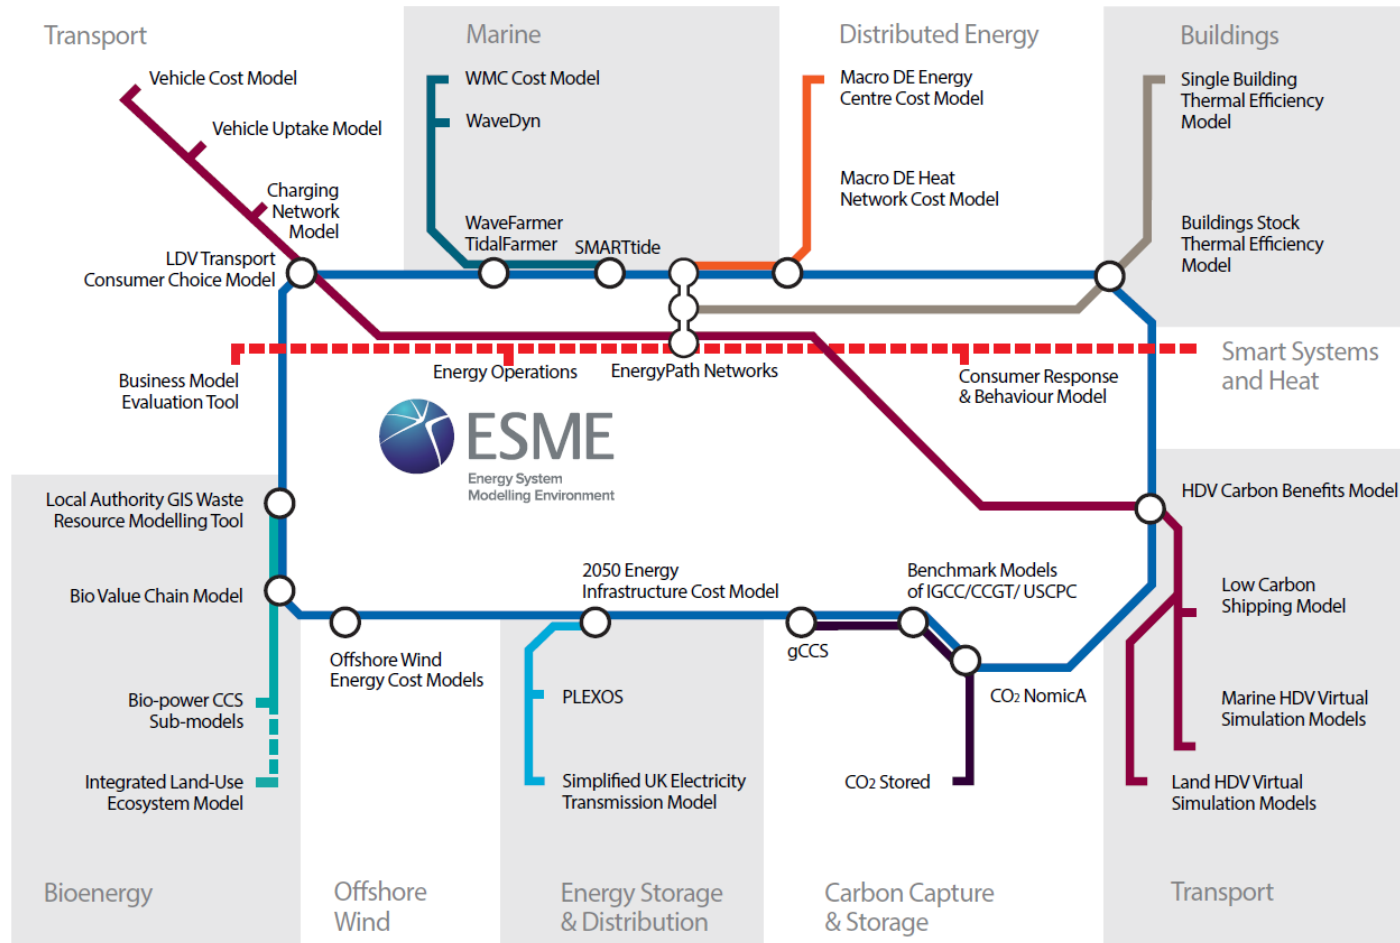 Transport
Marine
Distributed Energy
Buildings
Vehicle Cost Model
WMC Cost Model
Macro DE Energy
Centre Cost Model
Single Building
Thermal Efficiency
Model
Vehicle Uptake Model
WaveDyn
Charging
Network
Model
Macro DE Heat
Network Cost Model
LDV Transport
Consumer Choice Model
WaveFarmer
TidalFarmer
SMARTtide
Buildings Stock
Thermal Efficiency
Model
Smart Systems
and Heat
Business Model
Evaluation Tool
Energy Operations
EnergyPath Networks
Consumer Response
& Behaviour Model
ESME
Energy System
Modelling Environment
Local Authority GIS Waste
Resource Modelling Tool
HDV Carbon Benefits Model
Bio Value Chain Model
2050 Energy
Infrastructure Cost Model
Benchmark Models
of IGCC/CCGT/ USCPC
Low Carbon
Shipping Model
Offshore Wind
Energy Cost Models
gCCS
CO2 NomicA
Bio-power CCS
Sub-models
PLEXOS
Marine HDV Virtual
Simulation Models
Integrated Land-Use
Ecosystem Model
Simplified UK Electricity
Transmission Model
CO2 Stored
Land HDV Virtual
Simulation Models
Bioenergy
Offshore
Wind
Energy Storage
& Distribution
Carbon Capture
& Storage
Transport